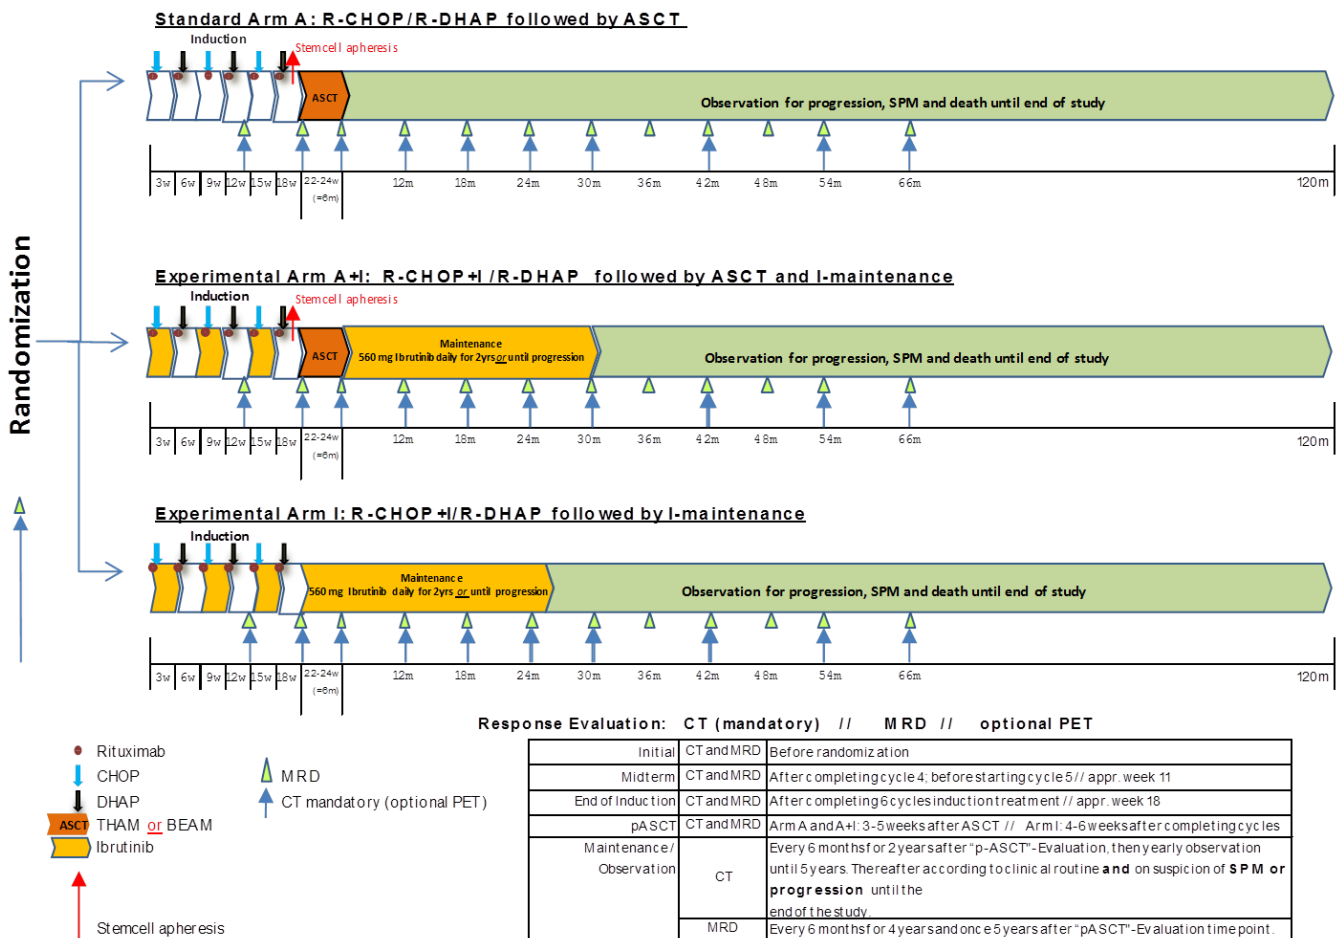 Standard Arm A: R-CHOP/R-DHAP followed by ASCT
Induction
Stemcell apheresis
ASCT
Observation for progression, SPM and death until end of study
3w 6w 9w 12w 15w 18w 22-24w 12m 18m 24m 30m 36m 42m 48m 54m 66m 120m
(=6m)
Randomization
Experimental Arm A+I: R-CHOP+I /R-DHAP followed by ASCT and I-maintenance
Induction
Stemcell apheresis
ASCT
Maintenance
560 mg Ibrutinib daily for 2yrs or until progression
Observation for progression, SPM and death until end of study
3w 6w 9w 12w 15w 18w 22-24w 12m 18m 24m 30m 36m 42m 48m 54m 66m 120m
(=6m)
Experimental Arm I: R-CHOP+I/R-DHAP followed by I-maintenance
Induction
Maintenance
560 mg Ibrutinib daily for 2yrs or until progression
Observation for progression, SPM and death until end of study
3w 6w 9w 12w 15w 18w 22-24w 12m 18m 24m 30m 36m 42m 48m 54m 66m 120m
(=6m)
Rituximab
CHOP
DHAP
ASCT THAM or BEAM
Ibrutinib
Stemcell apheresis
MRD
CT mandatory (optional PET)
Response Evaluation: CT (mandatory) // MRD // optional PET
Initial CT and MRD Before randomization
Midterm CT and MRD After completing cycle 4; before starting cycle 5 // appr. week 11
End of Induction CT and MRD After completing 6 cycles induction treatment // appr. week 18
pASCT CT and MRD Arm A and A+I: 3-5 weeks after ASCT // Arm I: 4-6 weeks after completing cycles
Maintenance/
Observation
CT
Every 6 months for 2 years after "p-ASCT"-Evaluation, then yearly observation
until 5 years. Thereafter according to clinical routine and on suspicion of SPM or
progression until the
end of the study.
MRD Every 6 months for 4 years and once 5 years after "pASCT"-Evaluation time point.